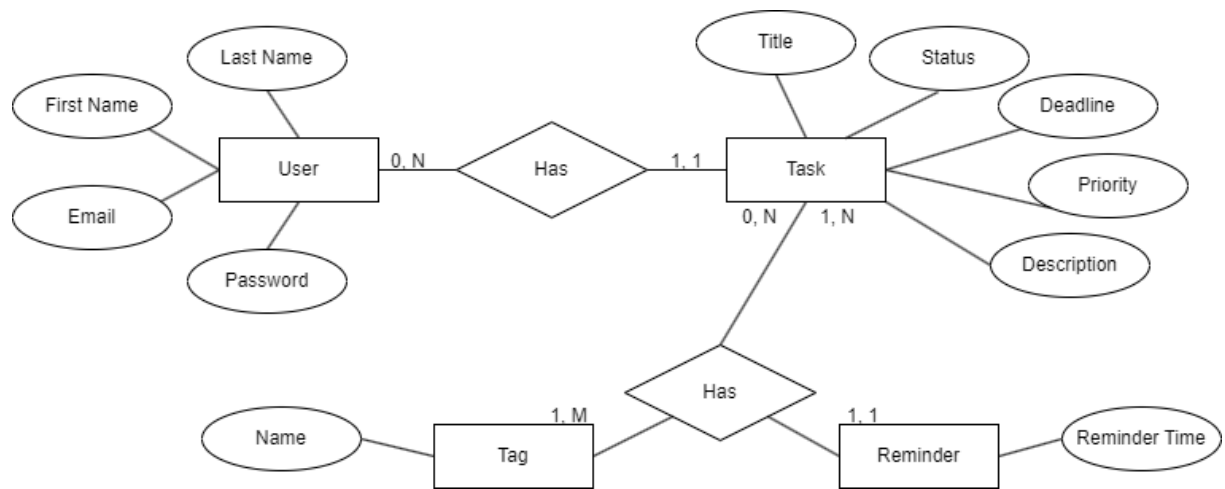 Title
Last Name
Status
First Name
Deadline
User
0, N
Has
1, 1
Task
Priority
Email
0, N
1, N
Description
Password
Has
1, M
1, 1
Name
Tag
Reminder
Reminder Time